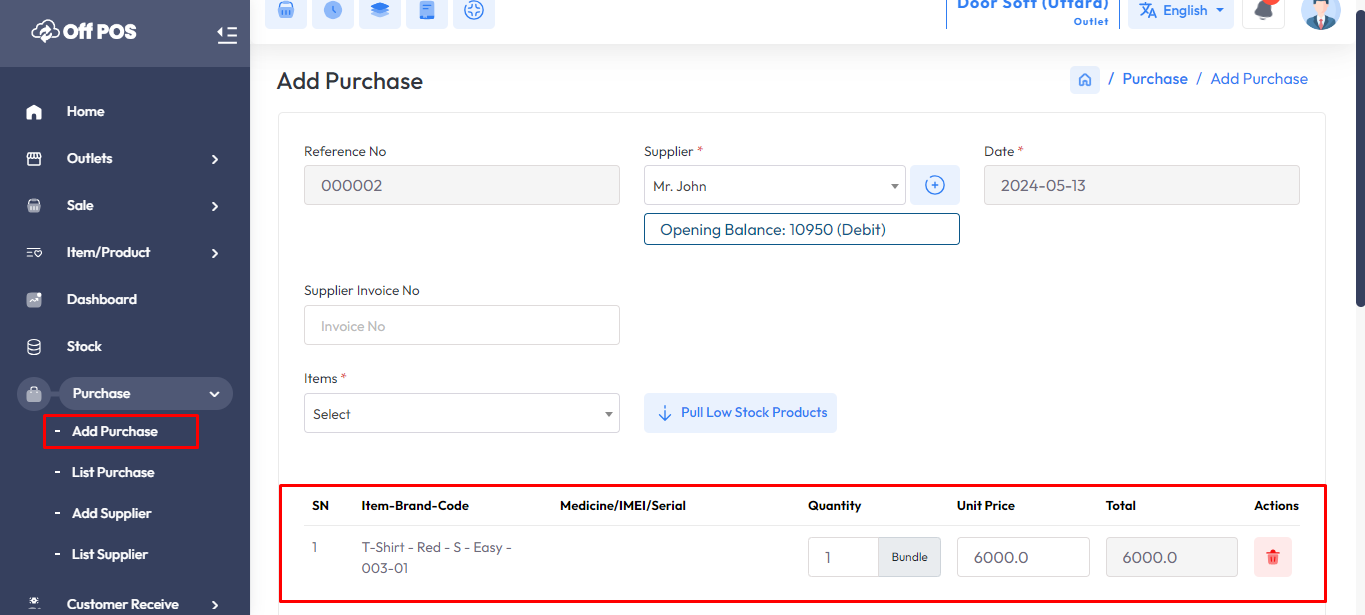 Off POS
Door Soft (Uttara)
Outlet
English
Home
Outlets
Sale
Item/Product
Dashboard
Stock
Purchase
- Add Purchase
- List Purchase
- Add Supplier
- List Supplier
Customer Receive
Add Purchase
/ Purchase / Add Purchase
Reference No
000002
Supplier *
Mr. John
Opening Balance: 10950 (Debit)
Date *
2024-05-13
Supplier Invoice No
Invoice No
Items *
Select
Pull Low Stock Products
SN Item-Brand-Code Medicine/IMEI/Serial Quantity Unit Price Total Actions
1 T-Shirt - Red - S - Easy - 1 Bundle 6000.0 6000.0
003-01